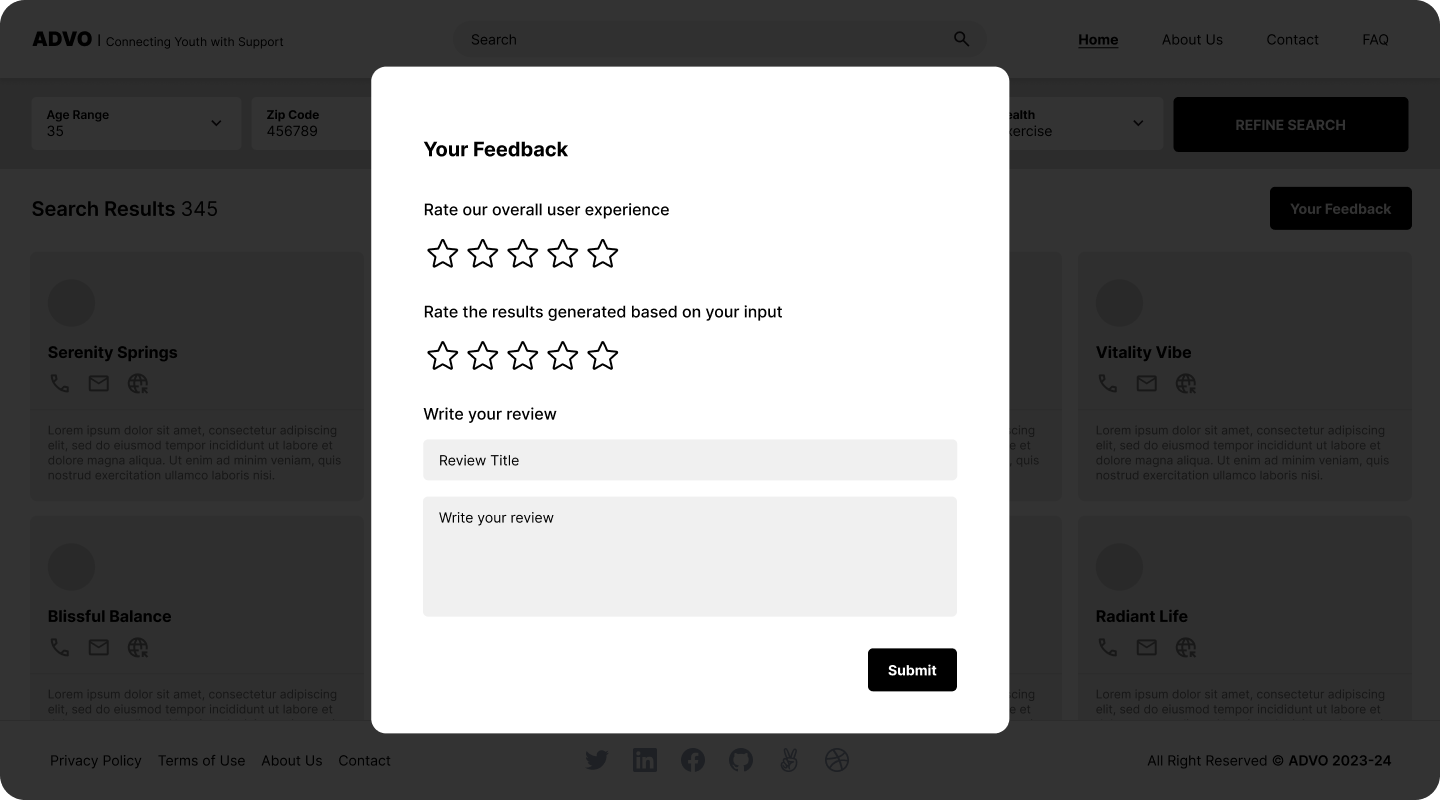 ADVO | Connecting Youth with Support
Search
Home
About Us
Contact
FAQ
Age Range
35
Zip Code
456789
ealth
xercise
REFINE SEARCH
Search Results 345
Your Feedback
Your Feedback
Rate our overall user experience
Rate the results generated based on your input
Write your review
Review Title
Write your review
Submit
Serenity Springs
Lorem ipsum dolor sit amet, consectetur adipiscing
elit, sed do eiusmod tempor incididunt ut labore et
dolore magna aliqua. Ut enim ad minim veniam, quis
nostrud exercitation ullamco laboris nisi.
cing
e et
, quis
Vitality Vibe
Lorem ipsum dolor sit amet, consectetur adipiscing
elit, sed do eiusmod tempor incididunt ut labore et
dolore magna aliqua. Ut enim ad minim veniam, quis
nostrud exercitation ullamco laboris nisi.
Blissful Balance
Lorem ipsum dolor sit amet, consectetur adipiscing
elit, sed do eiusmod tempor incididunt ut labore et
cing
e et
Radiant Life
Lorem ipsum dolor sit amet, consectetur adipiscing
elit, sed do eiusmod tempor incididunt ut labore et
Privacy Policy
Terms of Use
About Us
Contact
All Right Reserved © ADVO 2023-24